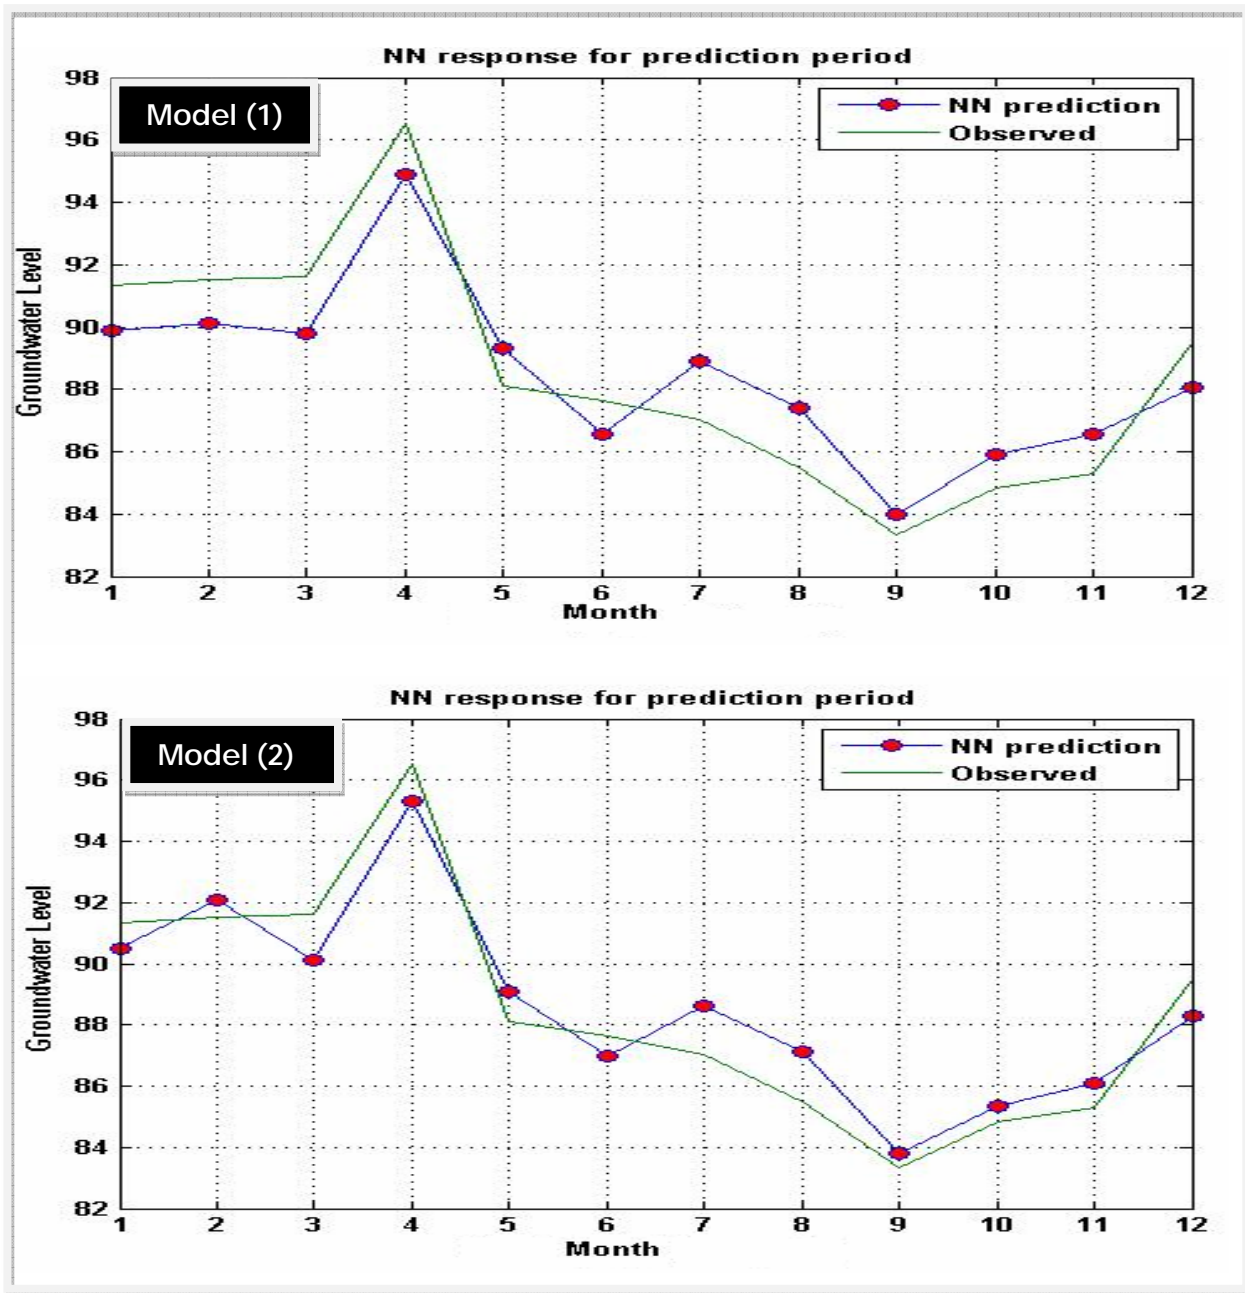 NN response for prediction period
Model (1)
NN prediction
Observed
98
96
94
92
90
88
86
84
82
Groundwater Level
1 2 3 4 5 6 7 8 9 10 11 12
Month
NN response for prediction period
Model (2)
NN prediction
Observed
98
96
94
92
90
88
86
84
82
Groundwater Level
1 2 3 4 5 6 7 8 9 10 11 12
Month